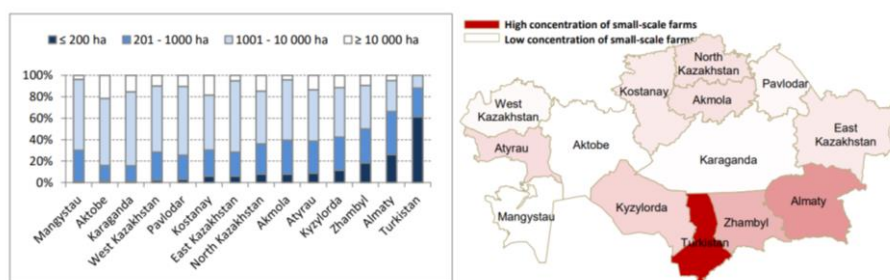 ≤ 200 ha
201 - 1000 ha
1001 - 10 000 ha
≥ 10 000 ha
100%
80%
60%
40%
20%
0%
Mangystau
Aktobe
Karaganda
West Kazakhstan
Pavlodar
Kostanay
East Kazakhstan
North Kazakhstan
Akmola
Atyrau
Kyzylorda
Zhambyl
Almaty
Turkistan
High concentration of small-scale farms
Low concentration of small-scale farms
North
Kazakhstan
Kostanay
Pavlodar
Akmola
West
Kazakhstan
East
Kazakhstan
Atyrau
Aktobe
Karaganda
Mangystau
Kyzylorda
Almaty
Zhambyl
Turkistan